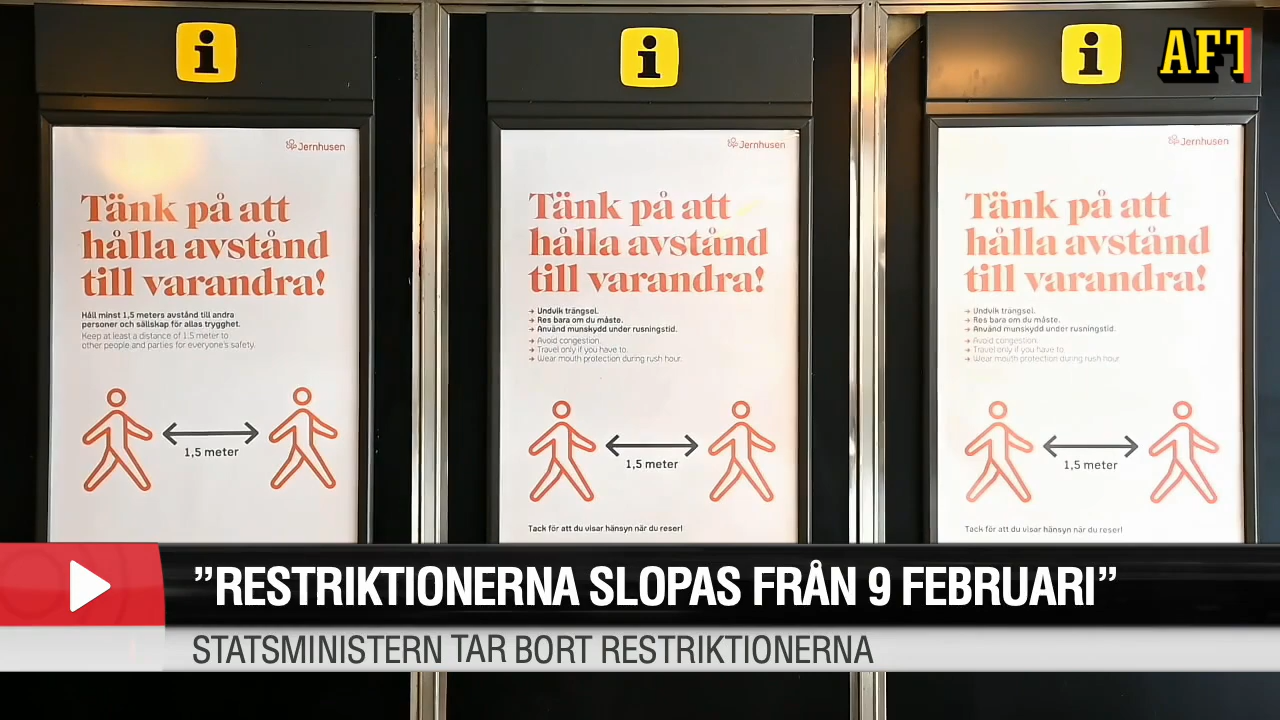 i
i
i
AFT
Jernhusen
Tänk på att
hålla avstånd
till varandra!
Håll minst 1,5 meters avstånd till andra
personer och sällskap för allas trygghet.
Keep at least a distance of 1.5 meter to
other people and parties for everyone's safety.
1,5 meter
Jernhusen
Tänk på att
hålla avstånd
till varandra!
→ Undvik trängsel.
→ Res bara om du måste.
→ Använd munskydd under rusningstid.
→ Avoid congestion.
→ Travel only if you have to.
→ Wear mouth protection during rush hour.
1,5 meter
Tack för att du visar hänsyn när du reser!
Jernhusen
Tänk på att
hålla avstånd
till varandra!
→ Undvik trängsel.
→ Res bara om du måste.
→ Använd munskydd under rusningstid.
→ Avoid congestion.
→ Travel only if you have to.
→ Wear mouth protection during rush hour.
1,5 meter
Tack för att du visar hänsyn när du reser!
”RESTRIKTIONERNA SLOPAS FRÅN 9 FEBRUARI”
STATSMINISTERN TAR BORT RESTRIKTIONERNA